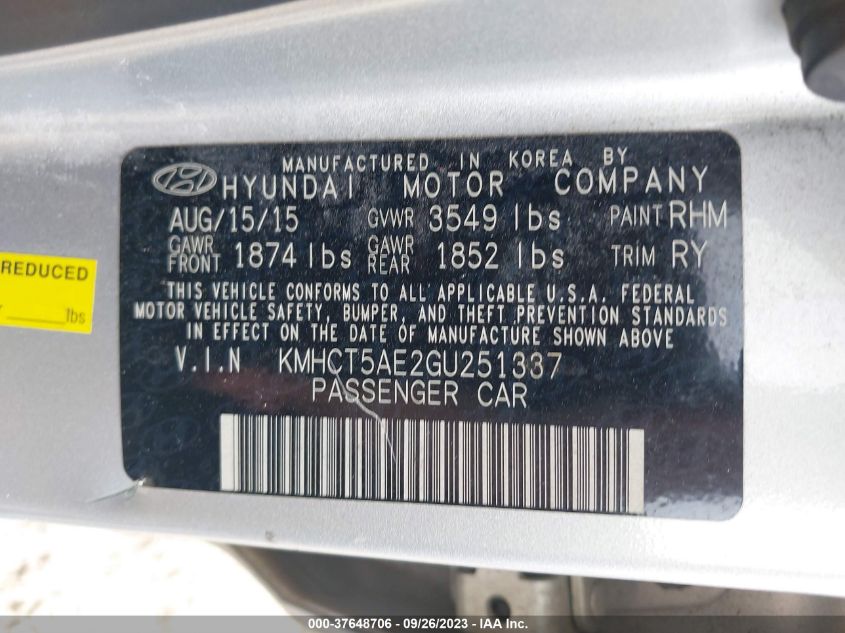 MANUFACTURED IN KOREA BY
HYUNDAI MOTOR COMPANY
AUG/15/15 GVWR 3549 lbs PAINT RHM
GAWR FRONT 1874 lbs GAWR REAR 1852 lbs TRIM RY
THIS VEHICLE CONFORMS TO ALL APPLICABLE U.S.A. FEDERAL
MOTOR VEHICLE SAFETY, BUMPER, AND THEFT PREVENTION STANDARDS
IN EFFECT ON THE DATE OF MANUFACTURE SHOWN ABOVE
V.I.N KMHCT5AE2GU251337
PASSENGER CAR
REDUCED
lbs
000-37648706 - 09/26/2023 - IAA Inc.